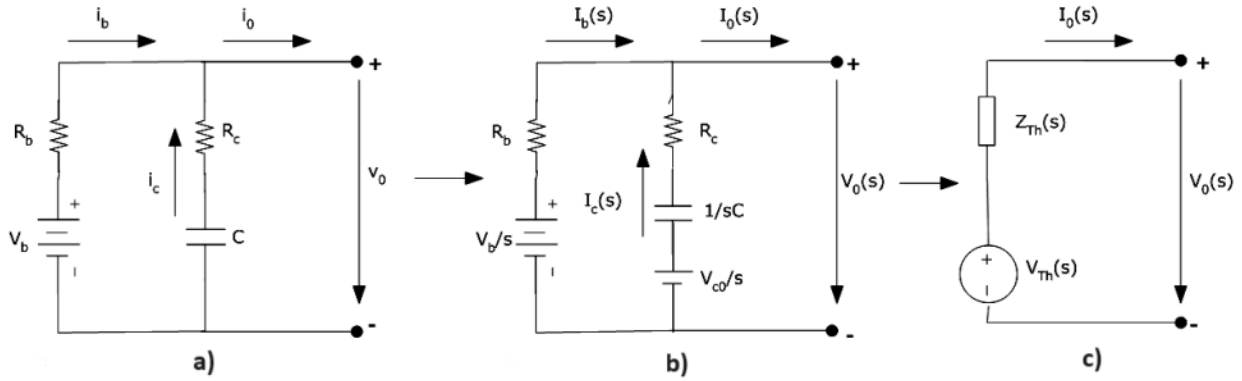 i_b i_0
R_b
R_c
i_c
v_0
+
V_b
-
C
+
-
a)
I_b(s) I_0(s)
R_b
R_c
I_c(s)
1/sC
V_0(s)
+
V_b/s
-
V_c0/s
+
-
b)
I_0(s)
Z_Th(s)
V_0(s)
+
-
V_Th(s)
+
-
c)